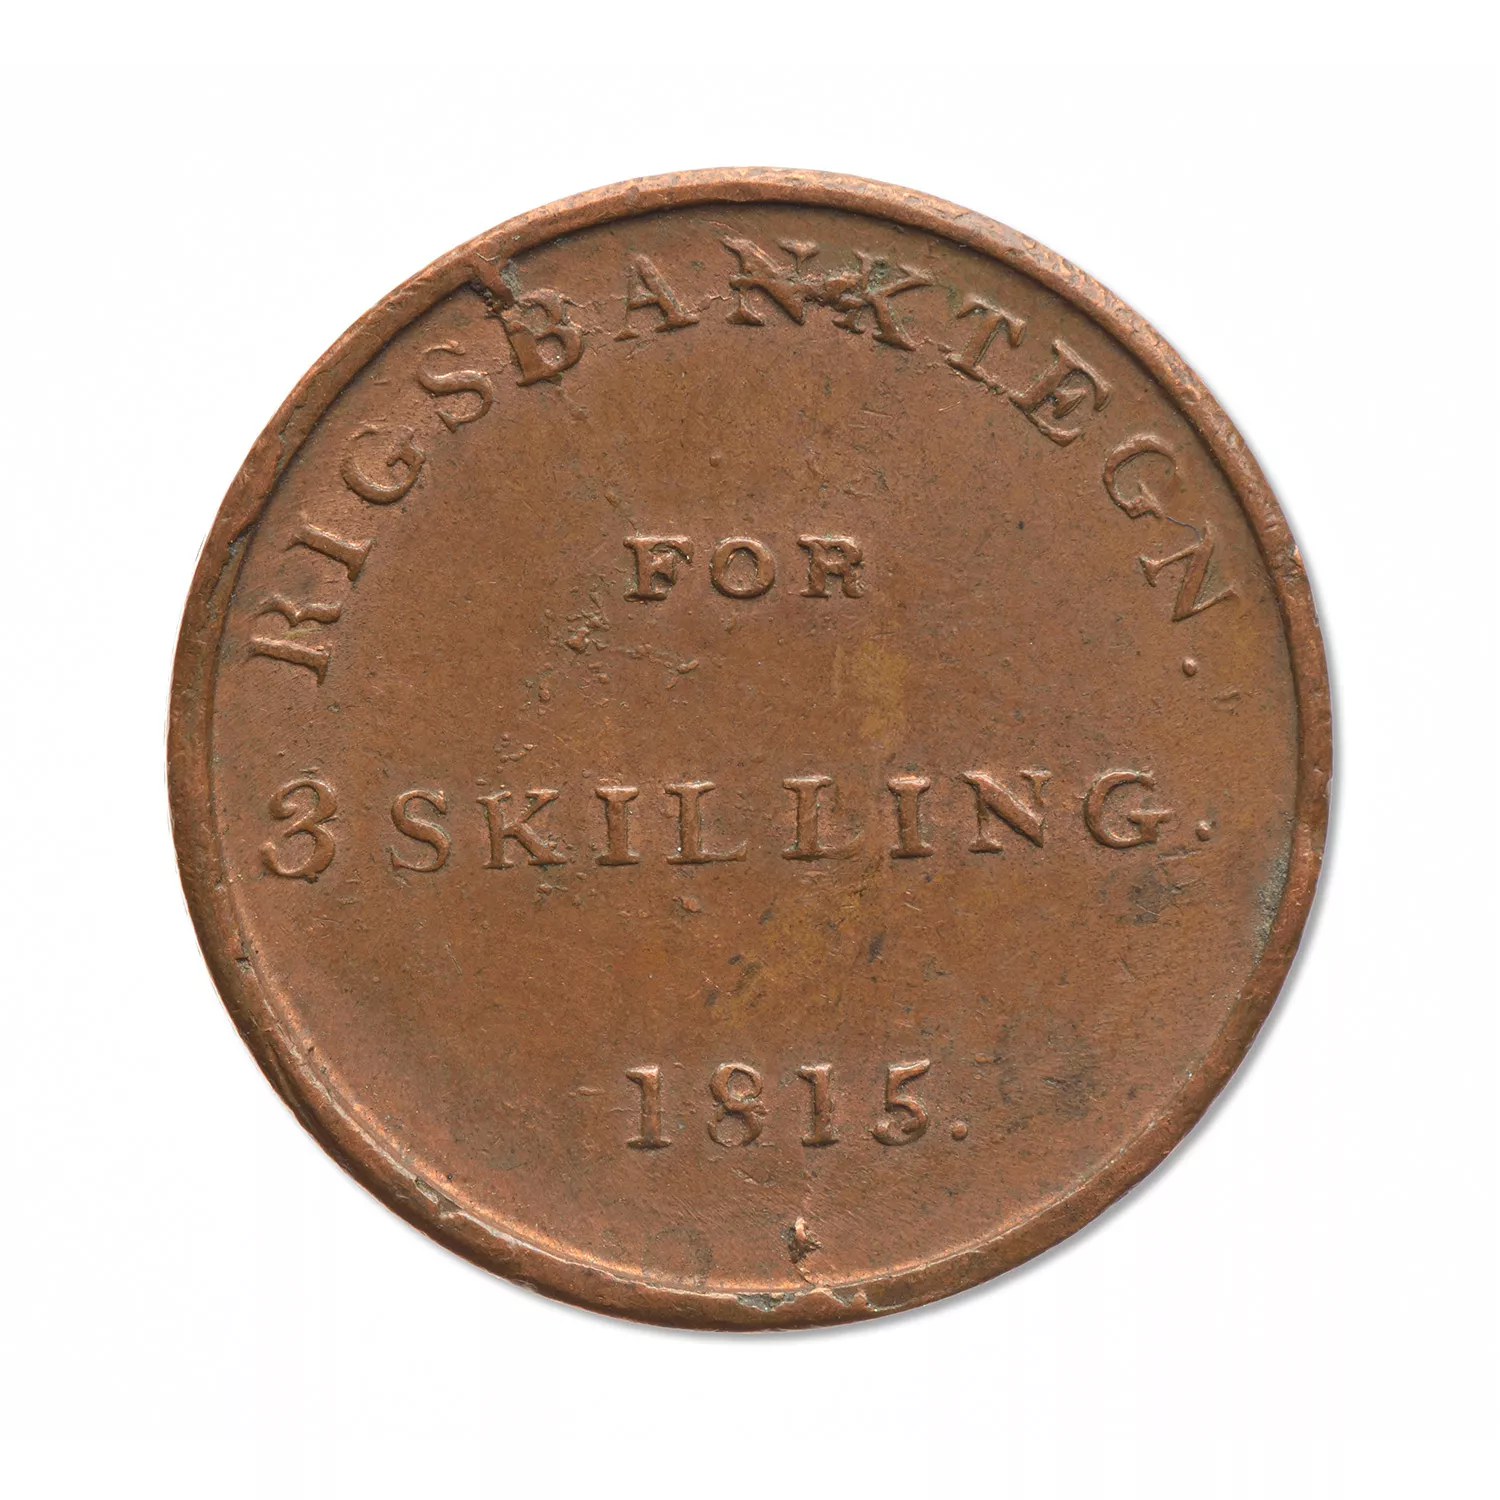 RIGSBANKTEGN.
FOR
3 SKILLING.
1815.